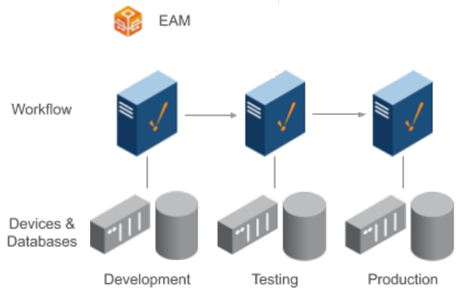 EAM
Workflow
Devices &
Databases
Development
Testing
Production